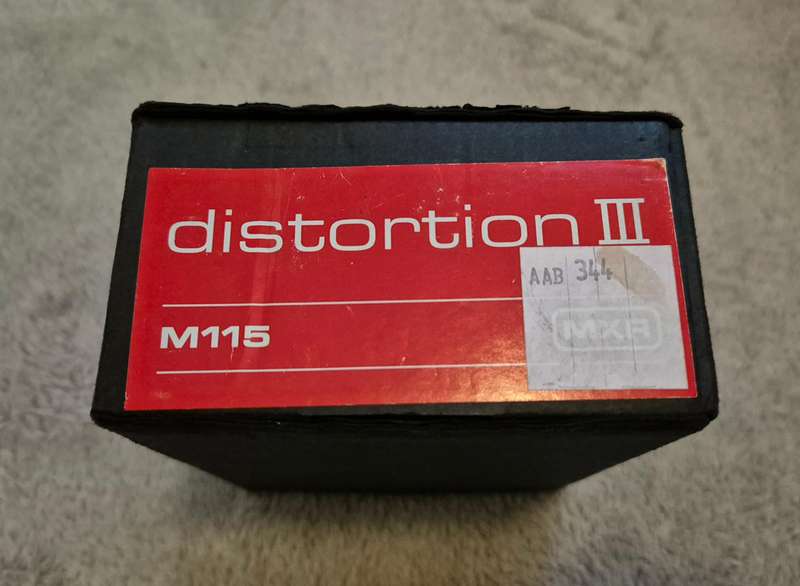 distortion III
AAB 344
M115
MXR